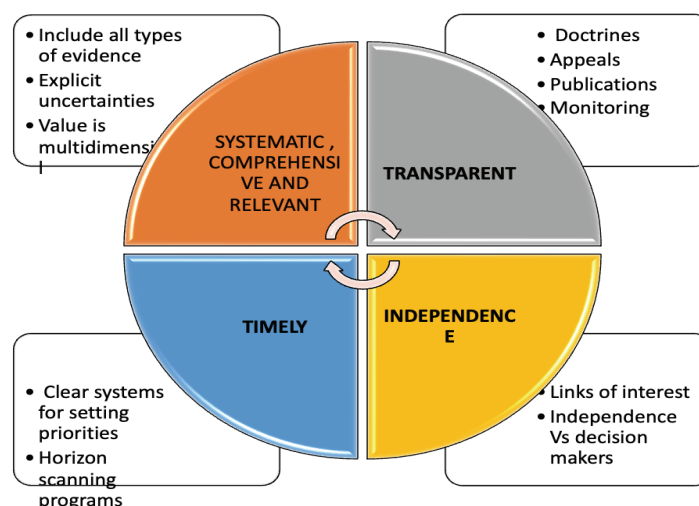 • Include all types
of evidence
• Explicit
uncertainties
• Value is
multidimensi
l
SYSTEMATIC ,
COMPREHENSI
VE AND
RELEVANT
• Doctrines
• Appeals
• Publications
• Monitoring
TRANSPARENT
TIMELY
• Clear systems
for setting
priorities
• Horizon
scanning
programs
INDEPENDENC
E
• Links of interest
• Independence
Vs decision
makers